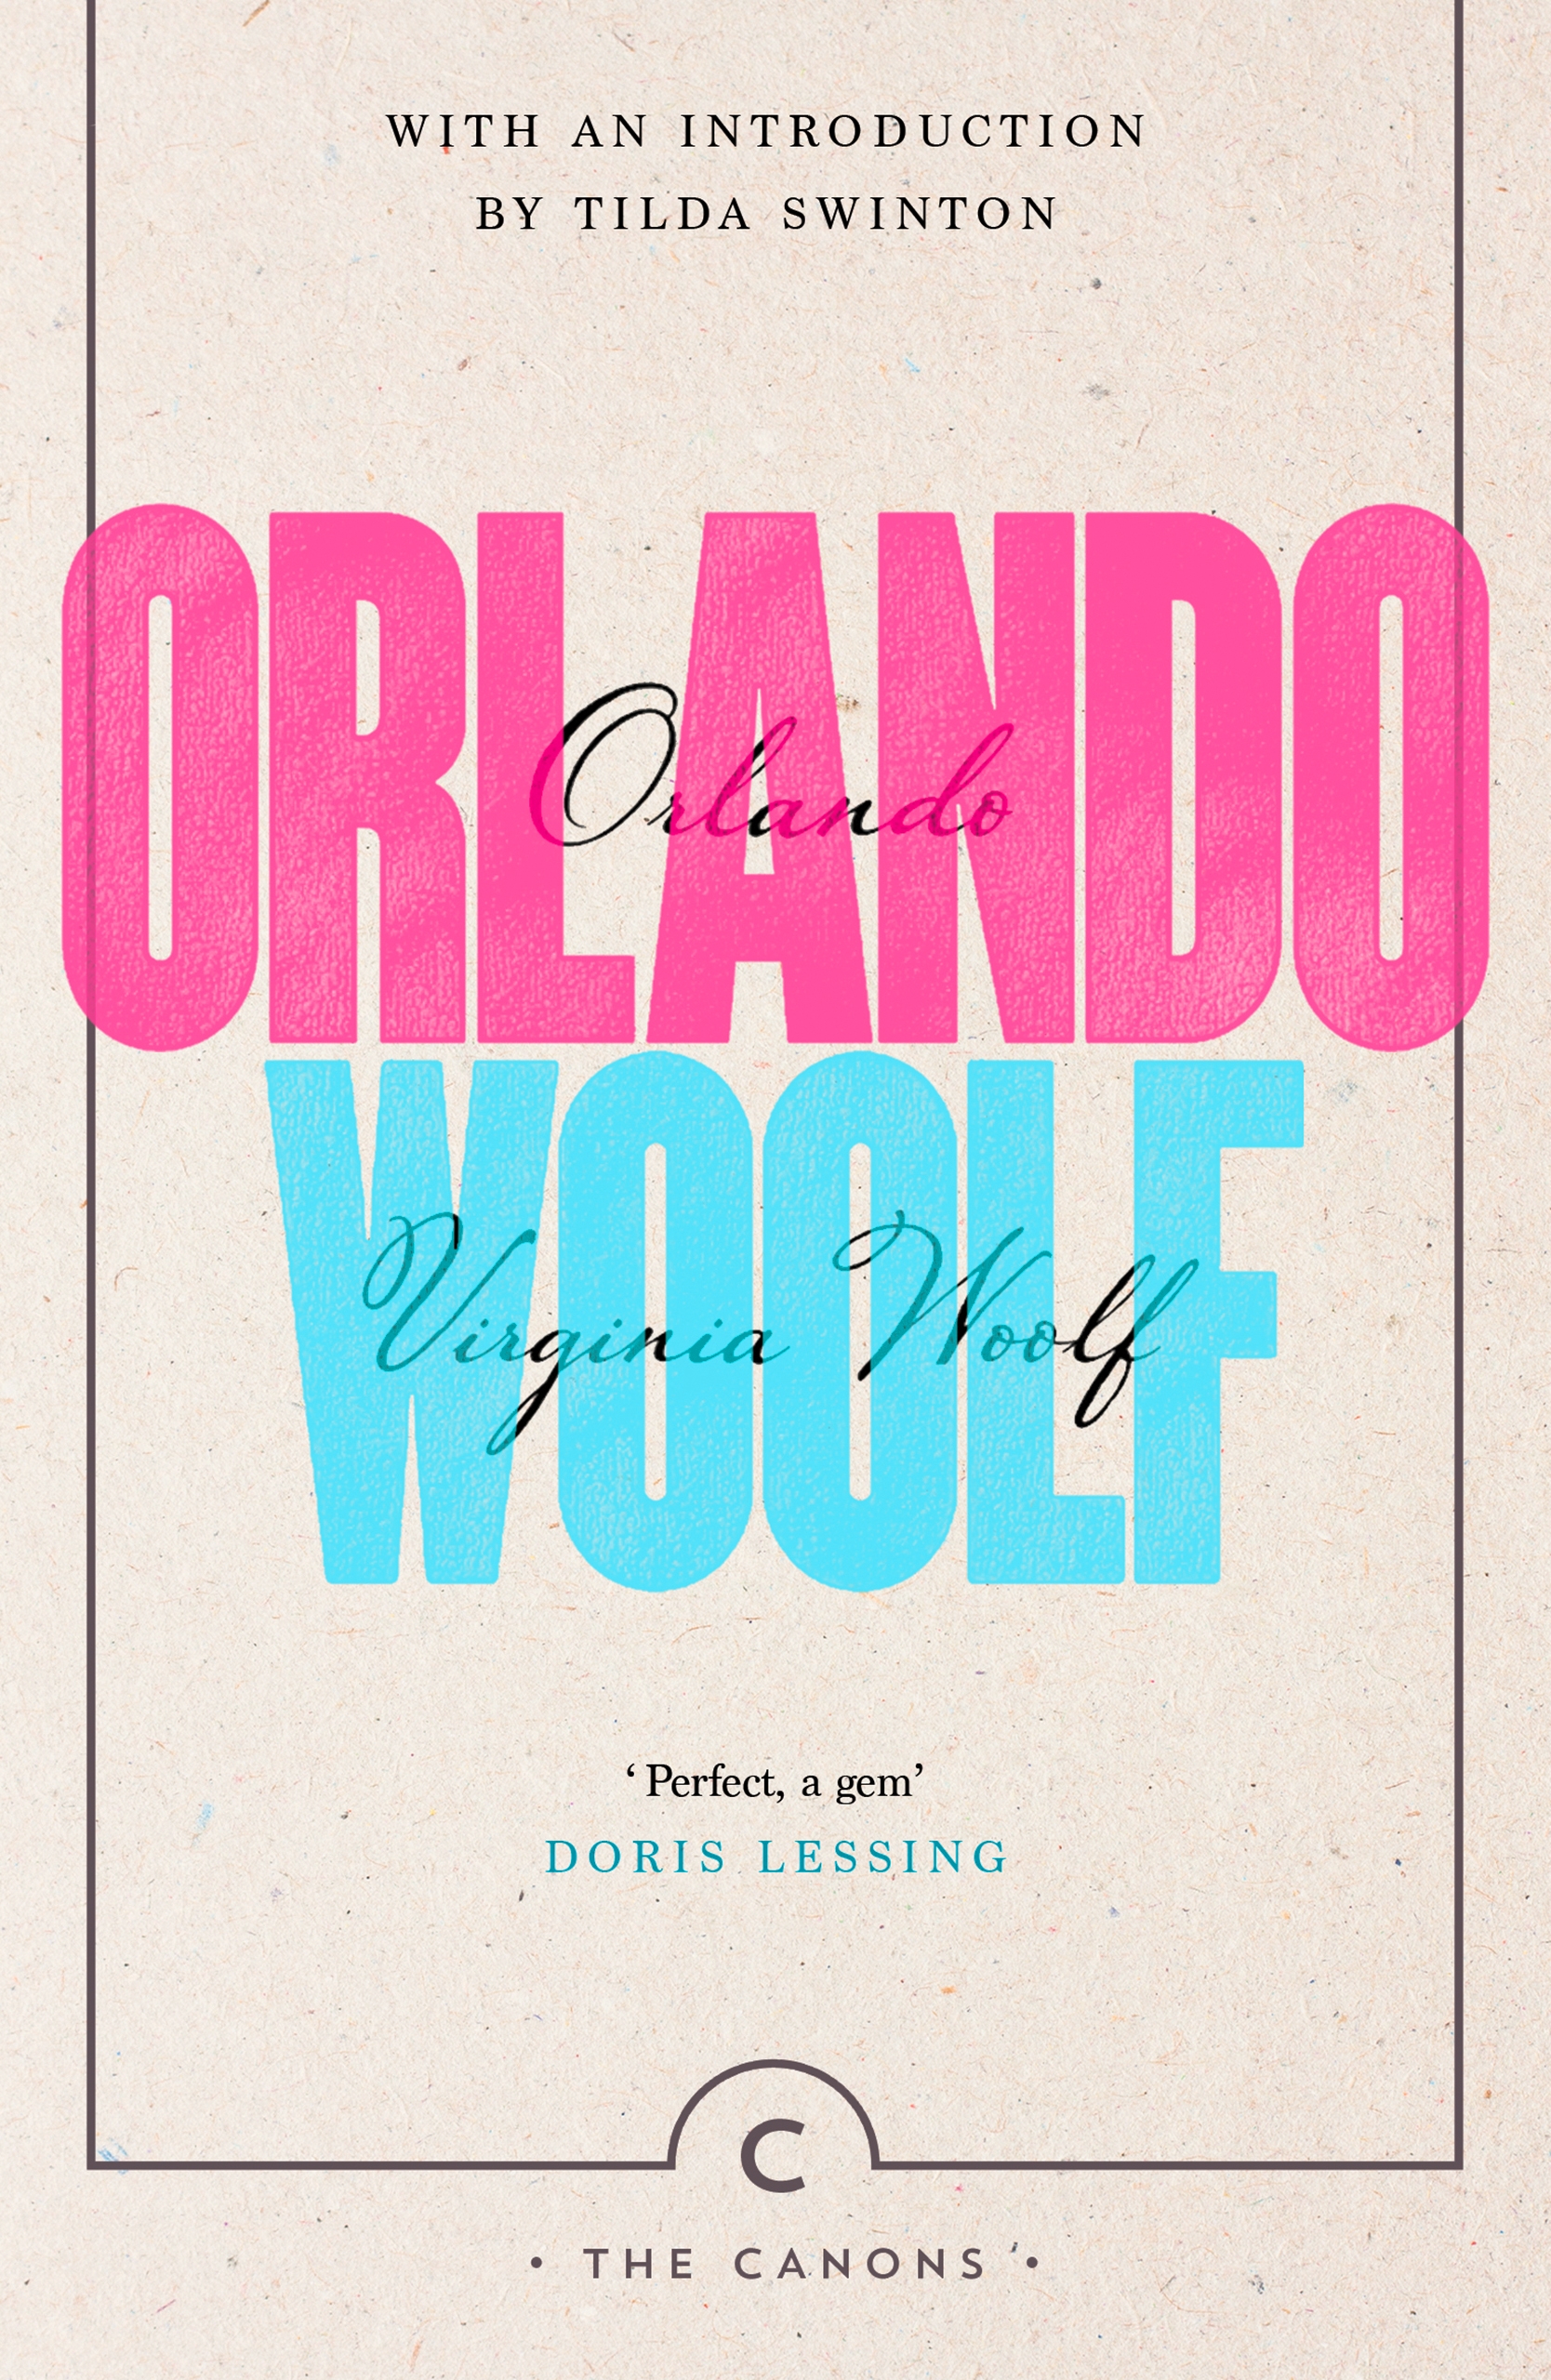 WITH AN INTRODUCTION
BY TILDA SWINTON
ORLANDO
Orlando
WOOLF
Virginia Woolf
‘Perfect, a gem’
DORIS LESSING
C
• THE CANONS •